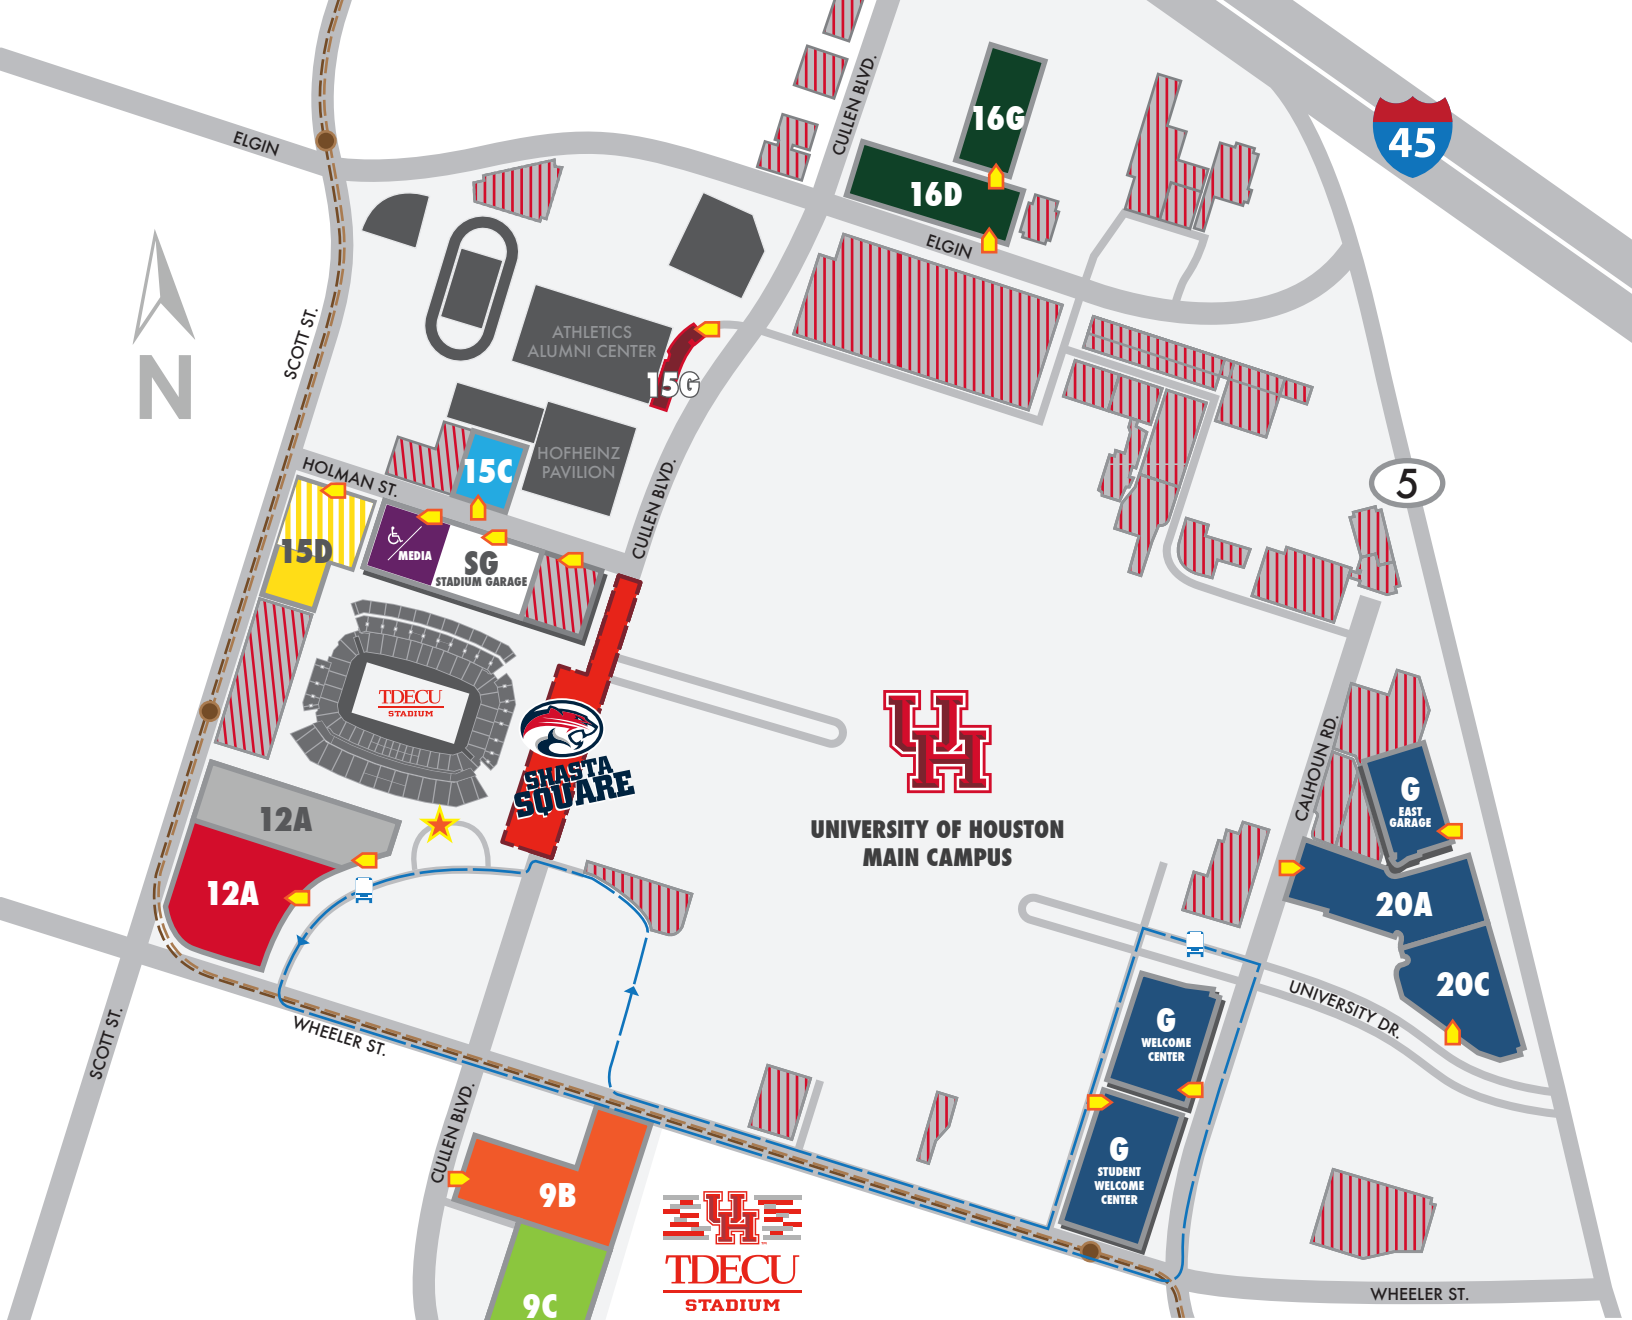 CULLEN BLVD.
16G
45
ELGIN
16D
ELGIN
N
SCOTT ST.
ATHLETICS
ALUMNI CENTER
15G
HOFHEINZ
PAVILION
15C
HOLMAN ST.
CULLEN BLVD.
5
MEDIA
SG
STADIUM GARAGE
15D
TDECU
STADIUM
SHASTA
SQUARE
UH
UNIVERSITY OF HOUSTON
MAIN CAMPUS
CALHOUN RD.
G
EAST
GARAGE
12A
12A
20A
20C
UNIVERSITY DR.
G
WELCOME
CENTER
G
STUDENT
WELCOME
CENTER
SCOTT ST.
WHEELER ST.
CULLEN BLVD.
9B
9C
UH
TDECU
STADIUM
WHEELER ST.